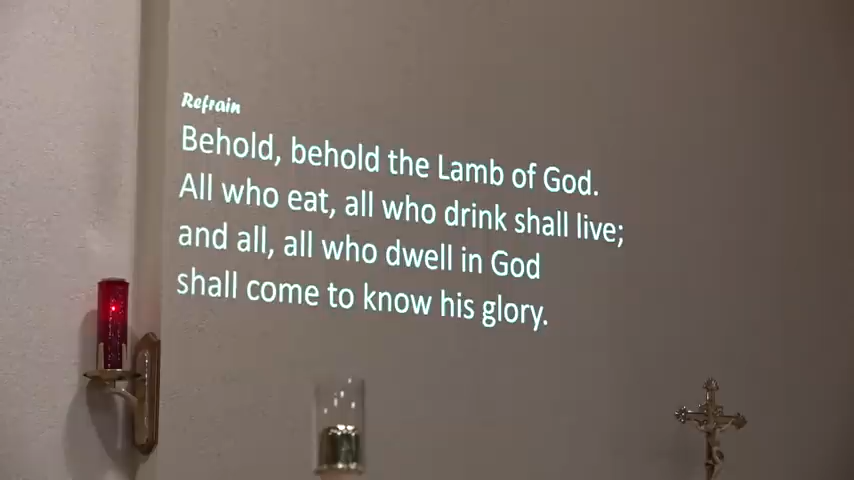 Refrain
Behold, behold the Lamb of God.
All who eat, all who drink shall live;
and all, all who dwell in God
shall come to know his glory.